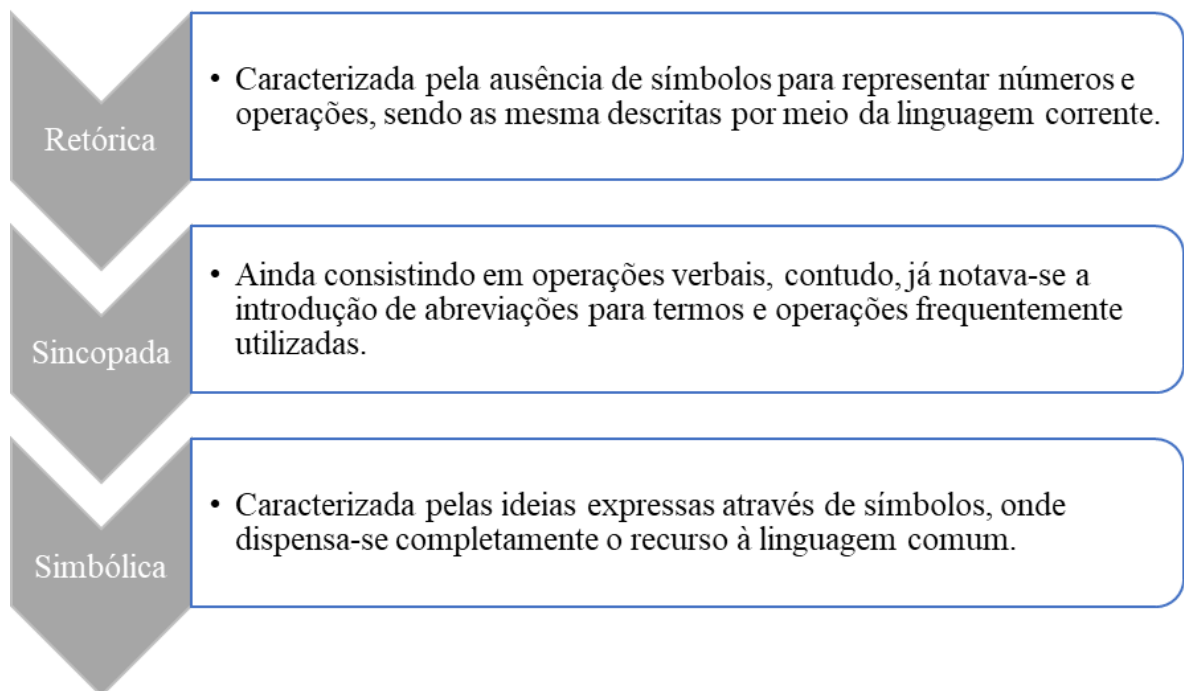 Retórica
• Caracterizada pela ausência de símbolos para representar números e
operações, sendo as mesma descritas por meio da linguagem corrente.
Sincopada
• Ainda consistindo em operações verbais, contudo, já notava-se a
introdução de abreviações para termos e operações frequentemente
utilizadas.
Simbólica
• Caracterizada pelas ideias expressas através de símbolos, onde
dispensa-se completamente o recurso à linguagem comum.